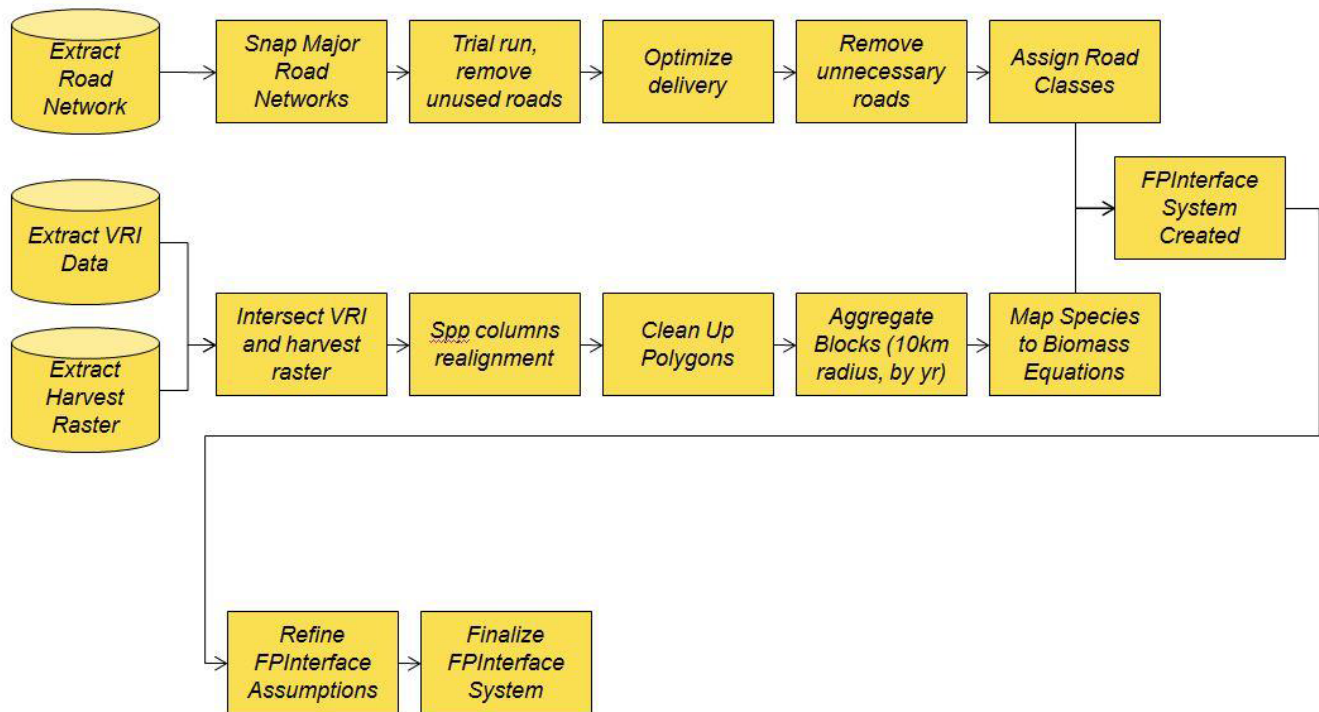 Extract
Road
Network
Snap Major
Road
Networks
Trial run,
remove
unused roads
Optimize
delivery
Remove
unnecessary
roads
Assign Road
Classes
FPInterface
System
Created
Extract VRI
Data
Extract
Harvest
Raster
Intersect VRI
and harvest
raster
Spp columns
realignment
Clean Up
Polygons
Aggregate
Blocks (10km
radius, by yr)
Map Species
to Biomass
Equations
Refine
FPInterface
Assumptions
Finalize
FPInterface
System